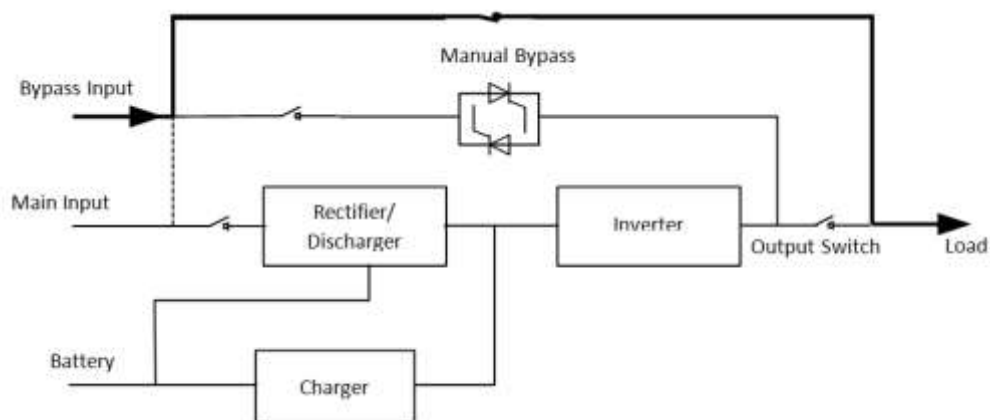 Manual Bypass
Bypass Input
Main Input
Rectifier/
Discharger
Inverter
Output Switch
Load
Battery
Charger